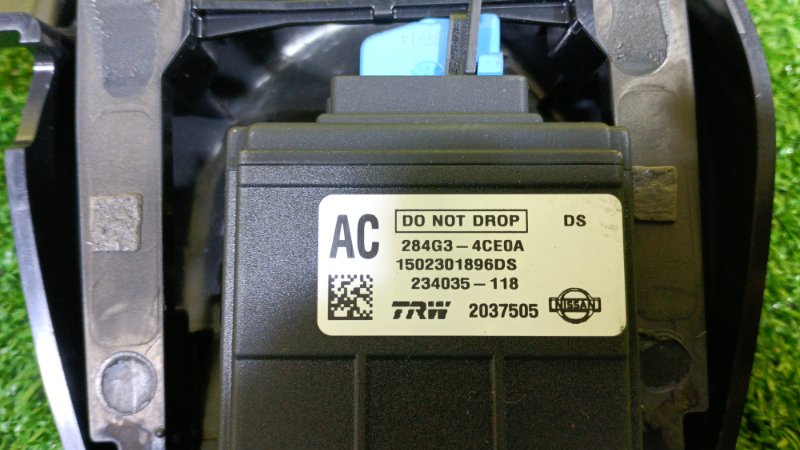 AC
DO NOT DROP
DS
284G3-4CE0A
1502301896DS
234035-118
TRW 2037505 NISSAN